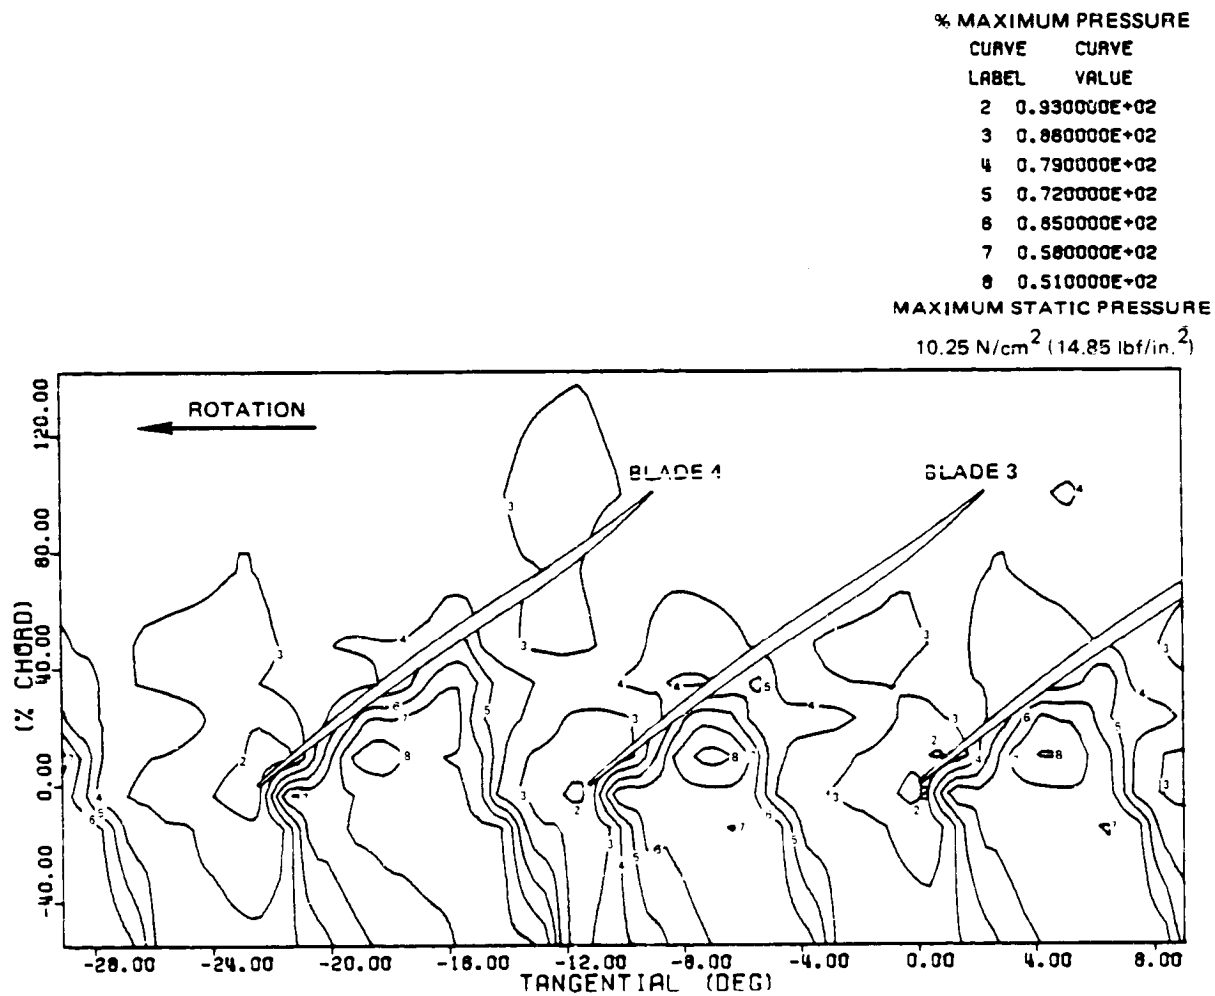 % MAXIMUM PRESSURE
CURVE CURVE
LABEL VALUE
2 0.930000E+02
3 0.860000E+02
4 0.790000E+02
5 0.720000E+02
6 0.650000E+02
7 0.580000E+02
8 0.510000E+02
MAXIMUM STATIC PRESSURE
10.25 N/cm2 (14.85 lbf/in.2)
ROTATION
BLADE 4
BLADE 3
(% CHORD)
120.00
80.00
40.00
0.00
-40.00
-28.00 -24.00 -20.00 -16.00 -12.00 -8.00 -4.00 0.00 4.00 8.00
TANGENTIAL (DEG)